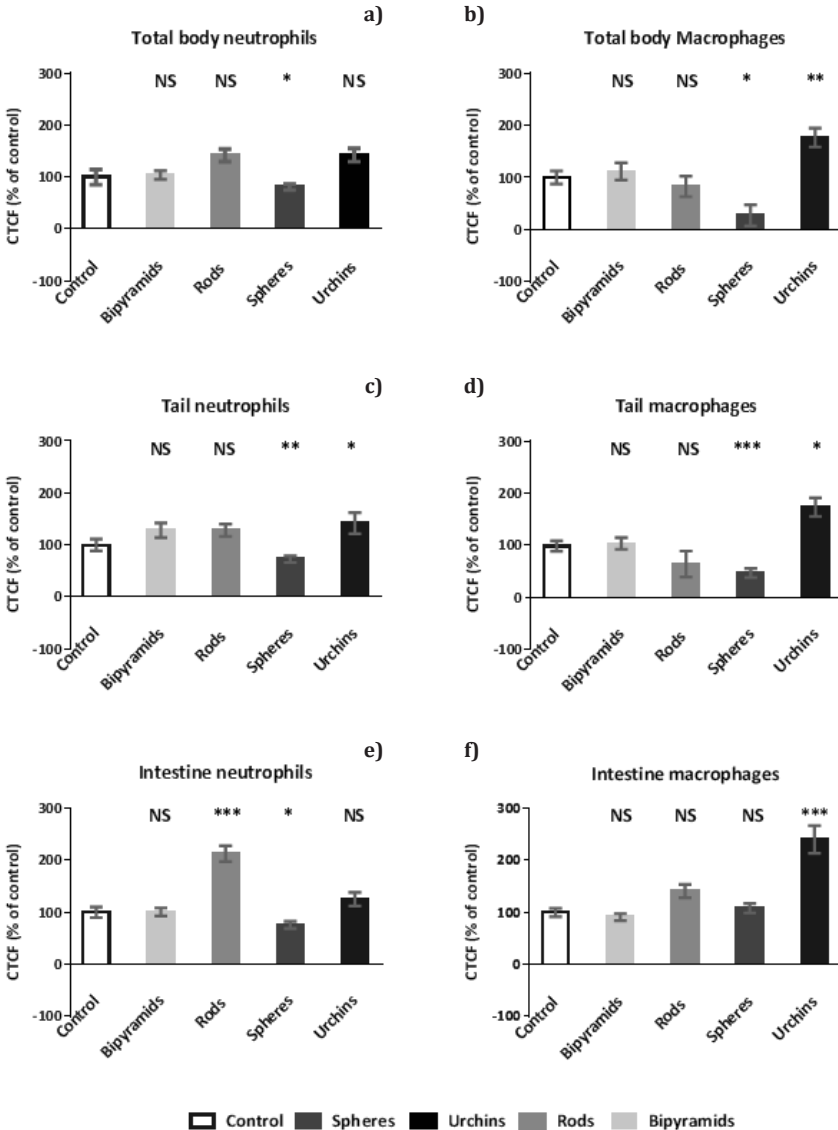 a)
Total body neutrophils
CTCF (% of control)
300
200
100
0
-100
NS NS * NS
Control Bipyramids Rods Spheres Urchins
b)
Total body Macrophages
CTCF (% of control)
300
200
100
0
-100
NS NS * **
Control Bipyramids Rods Spheres Urchins
c)
Tail neutrophils
CTCF (% of control)
300
200
100
0
-100
NS NS ** *
Control Bipyramids Rods Spheres Urchins
d)
Tail macrophages
CTCF (% of control)
300
200
100
0
-100
NS NS *** *
Control Bipyramids Rods Spheres Urchins
e)
Intestine neutrophils
CTCF (% of control)
300
200
100
0
-100
NS *** * NS
Control Bipyramids Rods Spheres Urchins
f)
Intestine macrophages
CTCF (% of control)
300
200
100
0
-100
NS NS NS ***
Control Bipyramids Rods Spheres Urchins
Control Spheres Urchins Rods Bipyramids